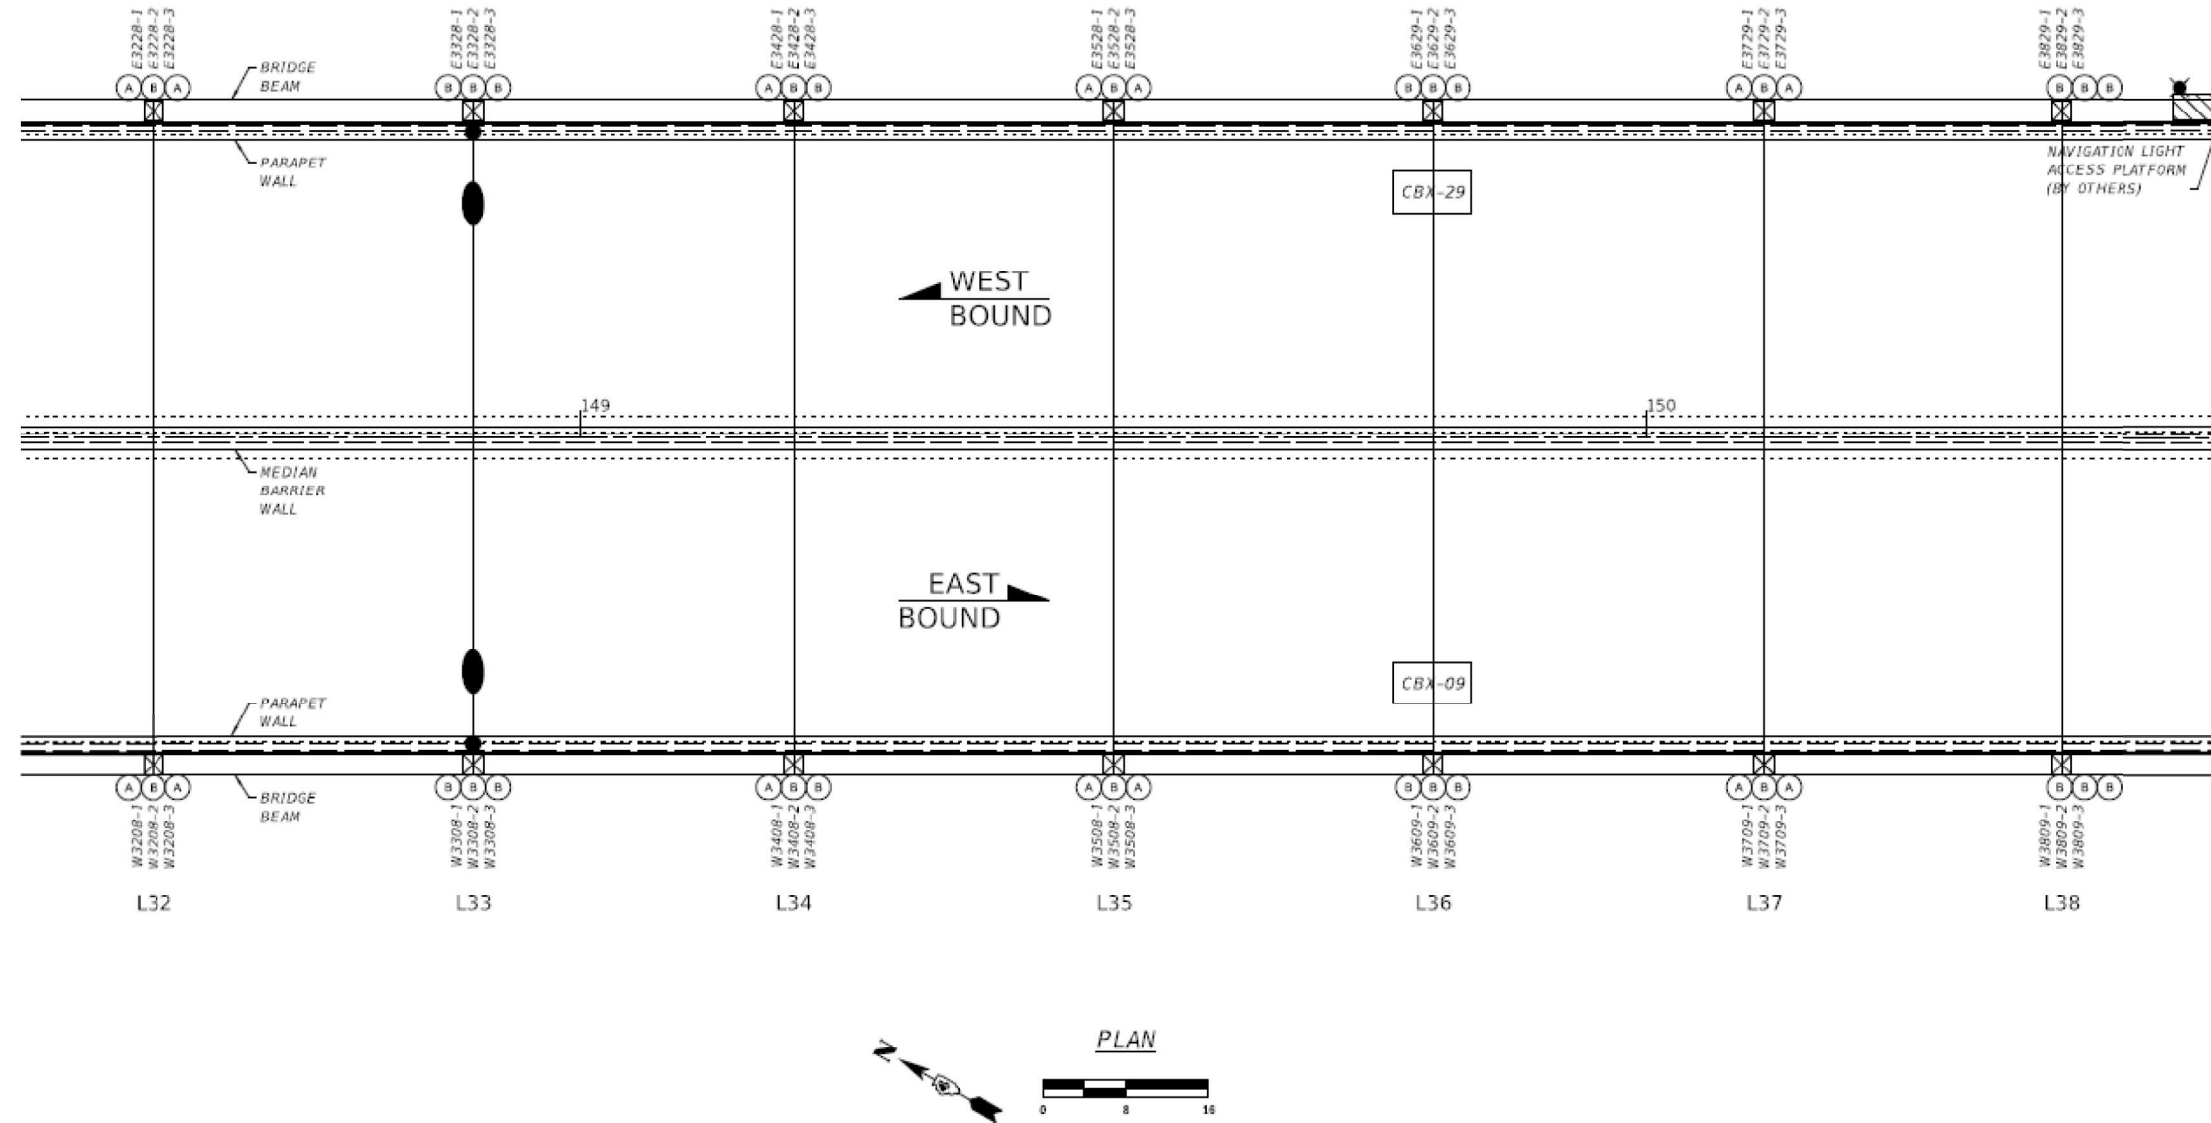 E3228-1
E3228-2
E3228-3
E3328-1
E3328-2
E3328-3
E3428-1
E3428-2
E3428-3
E3528-1
E3528-2
E3528-3
E3629-1
E3629-2
E3629-3
E3729-1
E3729-2
E3729-3
E3829-1
E3829-2
E3829-3
A B A
B B B
A B B
A B A
B B B
A B A
B B B
BRIDGE
BEAM
PARAPET
WALL
CBX-29
NAVIGATION LIGHT
ACCESS PLATFORM
(BY OTHERS)
WEST
BOUND
149
150
MEDIAN
BARRIER
WALL
EAST
BOUND
CBX-09
PARAPET
WALL
BRIDGE
BEAM
A B A
B B B
A B B
A B A
B B B
A B A
B B B
W3208-1
W3208-2
W3208-3
W3308-1
W3308-2
W3308-3
W3408-1
W3408-2
W3408-3
W3508-1
W3508-2
W3508-3
W3609-1
W3609-2
W3609-3
W3709-1
W3709-2
W3709-3
W3809-1
W3809-2
W3809-3
L32
L33
L34
L35
L36
L37
L38
N
PLAN
0 8 16